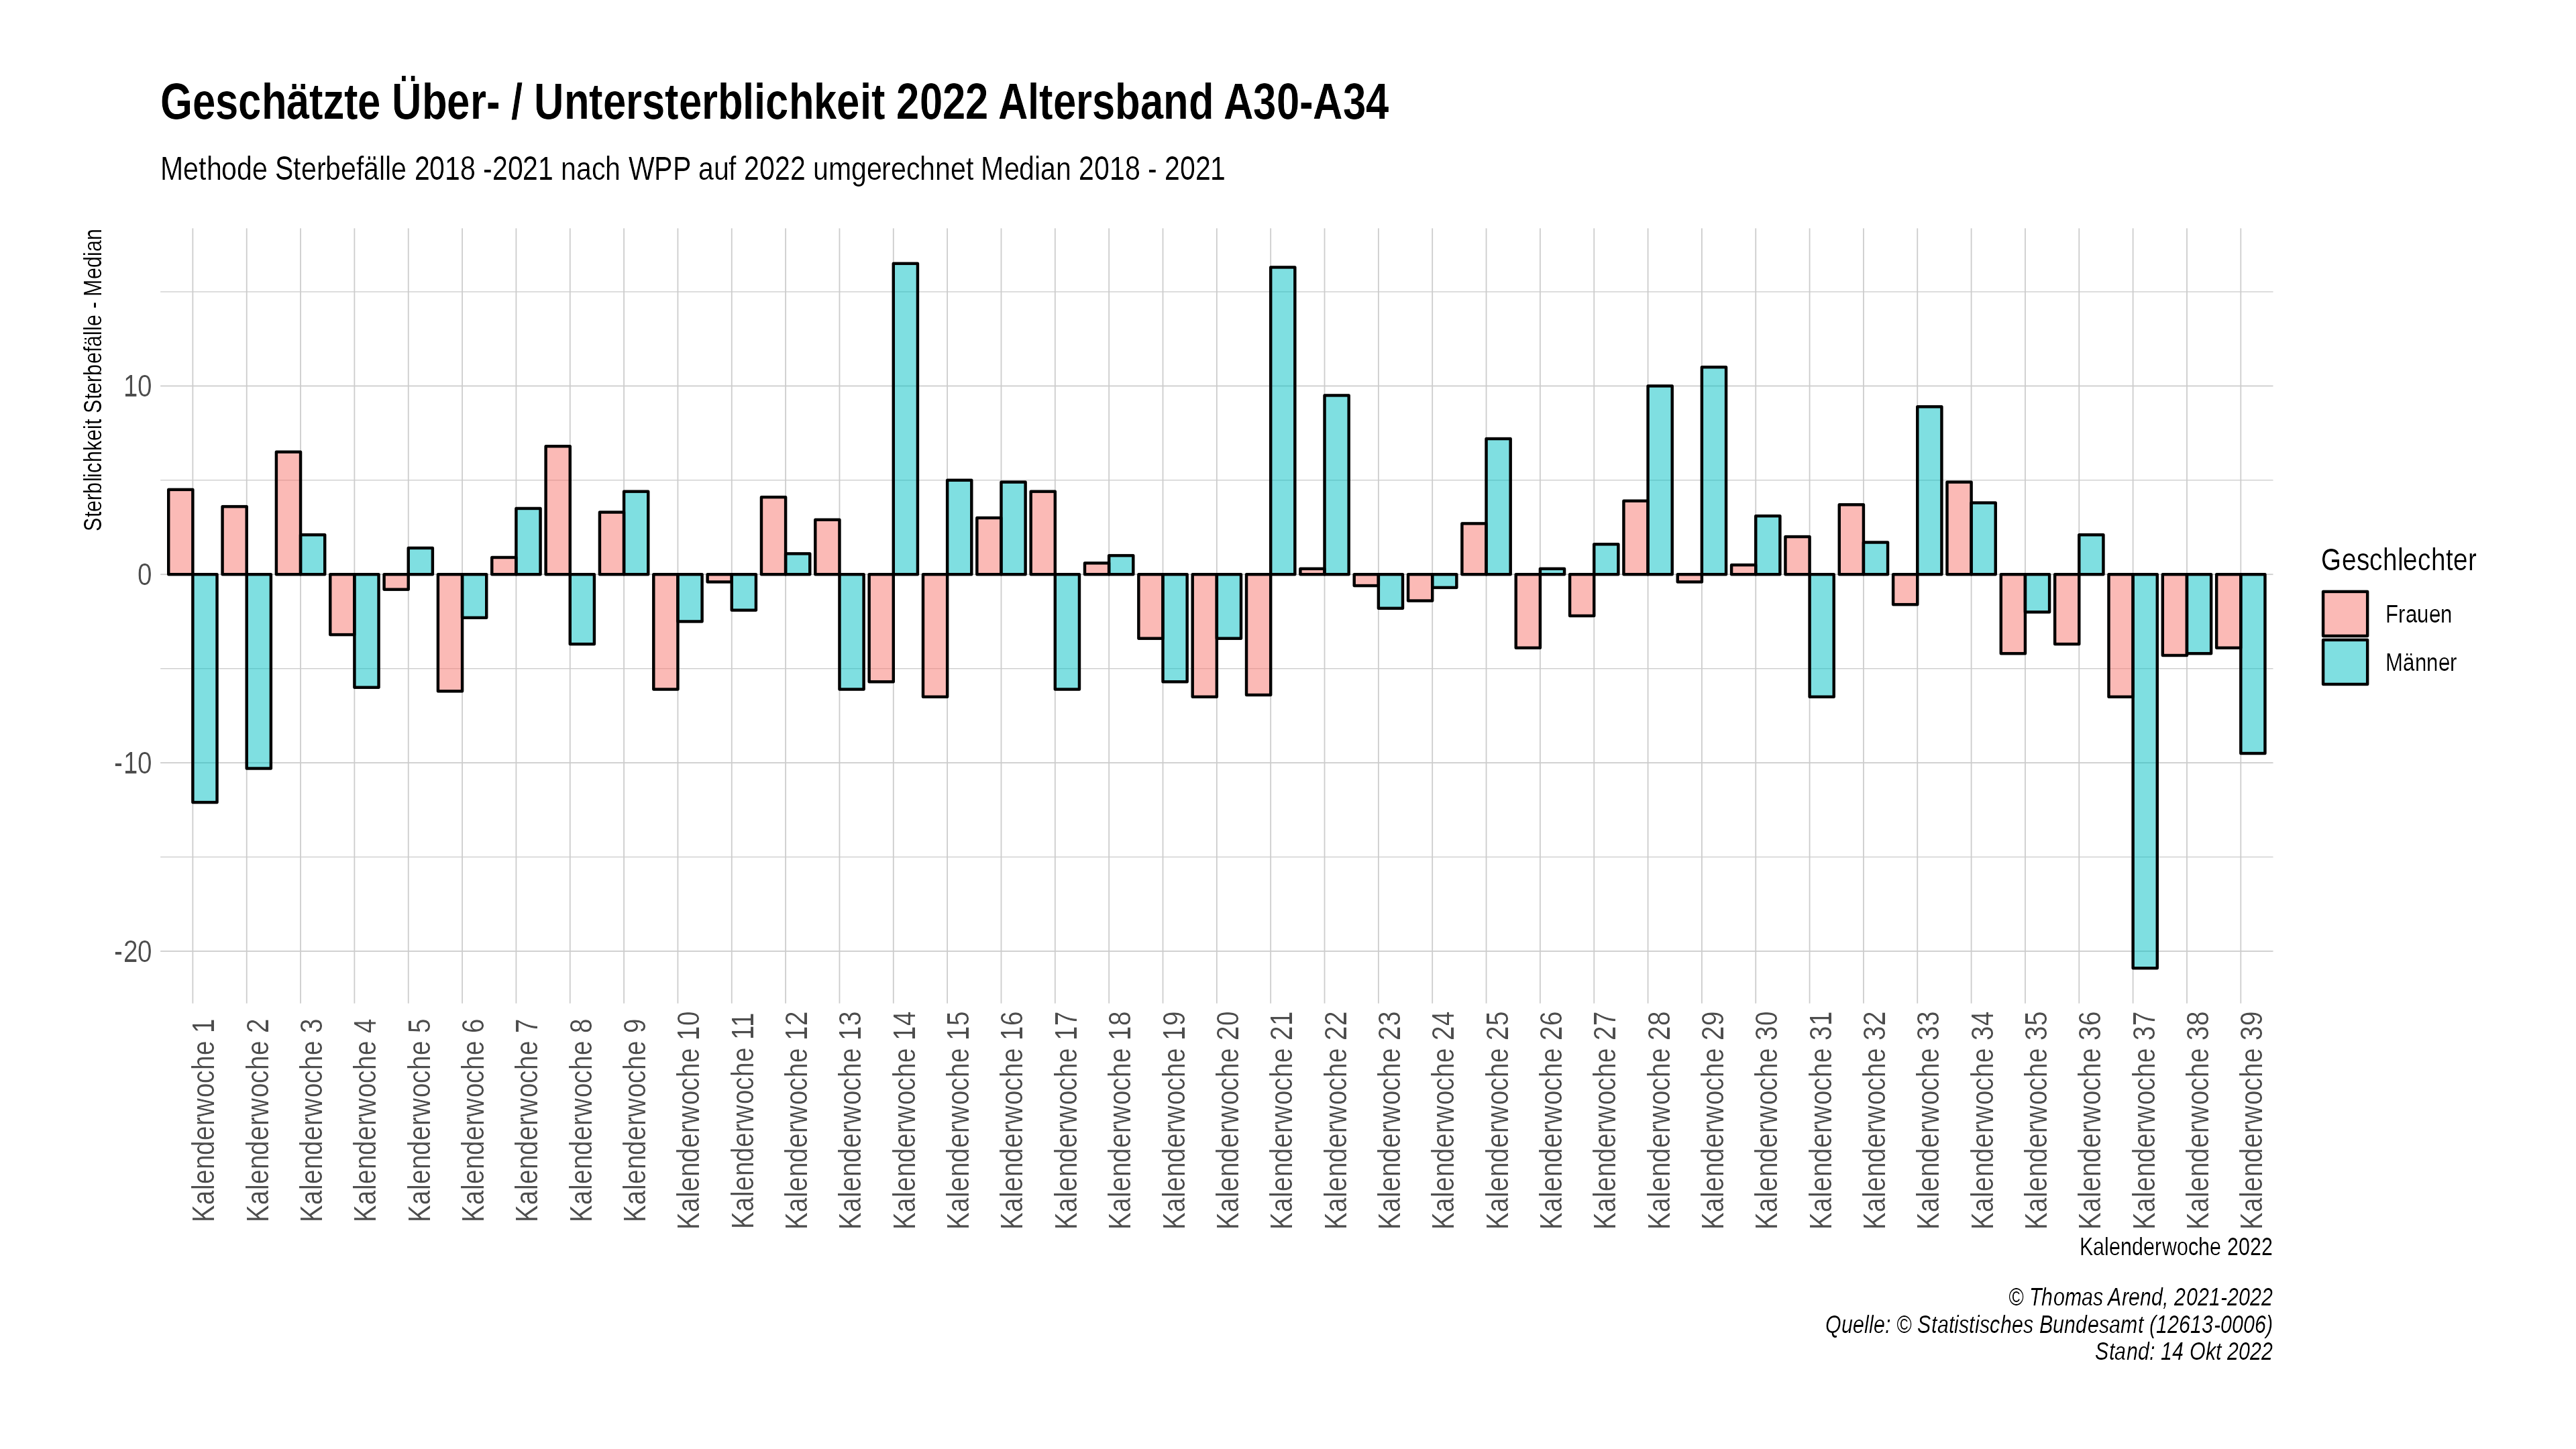 Geschätzte Über- / Untersterblichkeit 2022 Altersband A30-A34
Methode Sterbefälle 2018 -2021 nach WPP auf 2022 umgerechnet Median 2018 - 2021
Sterblichkeit Sterbefälle - Median
10
0
-10
-20
Kalenderwoche 1
Kalenderwoche 2
Kalenderwoche 3
Kalenderwoche 4
Kalenderwoche 5
Kalenderwoche 6
Kalenderwoche 7
Kalenderwoche 8
Kalenderwoche 9
Kalenderwoche 10
Kalenderwoche 11
Kalenderwoche 12
Kalenderwoche 13
Kalenderwoche 14
Kalenderwoche 15
Kalenderwoche 16
Kalenderwoche 17
Kalenderwoche 18
Kalenderwoche 19
Kalenderwoche 20
Kalenderwoche 21
Kalenderwoche 22
Kalenderwoche 23
Kalenderwoche 24
Kalenderwoche 25
Kalenderwoche 26
Kalenderwoche 27
Kalenderwoche 28
Kalenderwoche 29
Kalenderwoche 30
Kalenderwoche 31
Kalenderwoche 32
Kalenderwoche 33
Kalenderwoche 34
Kalenderwoche 35
Kalenderwoche 36
Kalenderwoche 37
Kalenderwoche 38
Kalenderwoche 39
Kalenderwoche 2022
Geschlechter
Frauen
Männer
© Thomas Arend, 2021-2022
Quelle: © Statistisches Bundesamt (12613-0006)
Stand: 14 Okt 2022